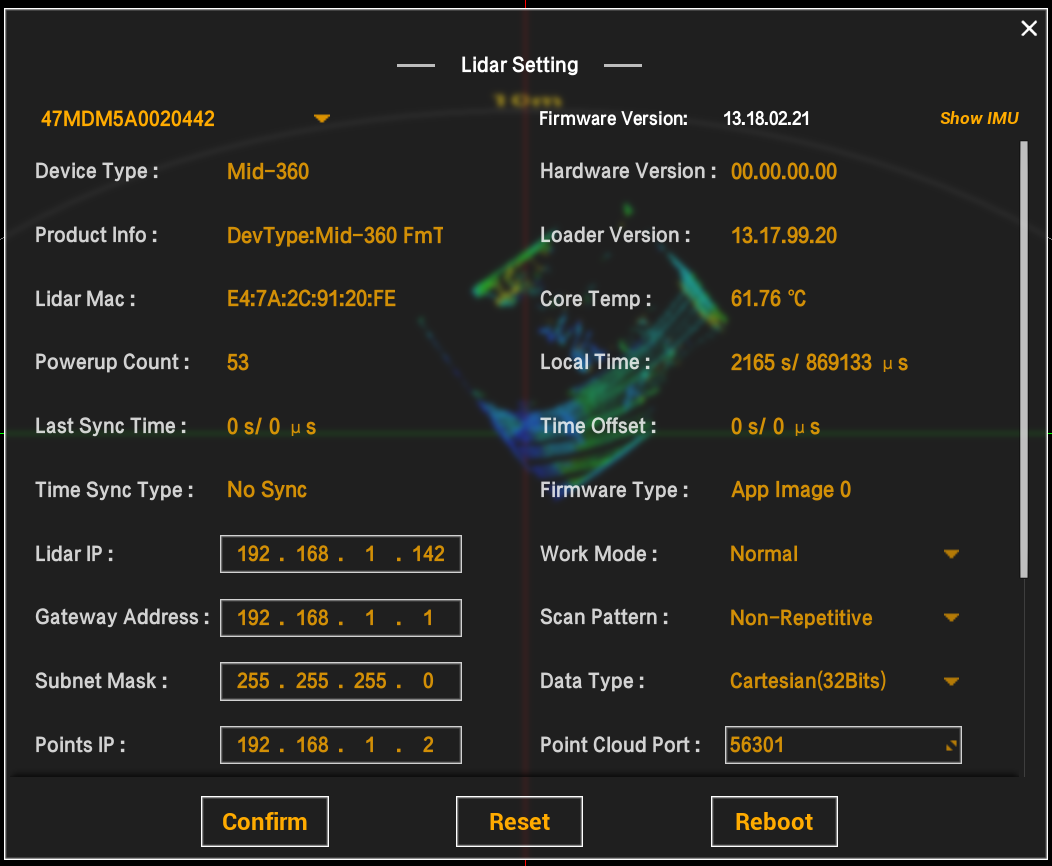 Lidar Setting
47MDM5A0020442
Firmware Version: 13.18.02.21 Show IMU
Device Type : Mid-360
Hardware Version : 00.00.00.00
Product Info : DevType:Mid-360 FmT
Loader Version : 13.17.99.20
Lidar Mac : E4:7A:2C:91:20:FE
Core Temp : 61.76 ℃
Powerup Count : 53
Local Time : 2165 s/ 869133 μs
Last Sync Time : 0 s/ 0 μs
Time Offset : 0 s/ 0 μs
Time Sync Type : No Sync
Firmware Type : App Image 0
Lidar IP : 192 . 168 . 1 . 142
Work Mode : Normal
Gateway Address : 192 . 168 . 1 . 1
Scan Pattern : Non-Repetitive
Subnet Mask : 255 . 255 . 255 . 0
Data Type : Cartesian(32Bits)
Points IP : 192 . 168 . 1 . 2
Point Cloud Port : 56301
Confirm Reset Reboot